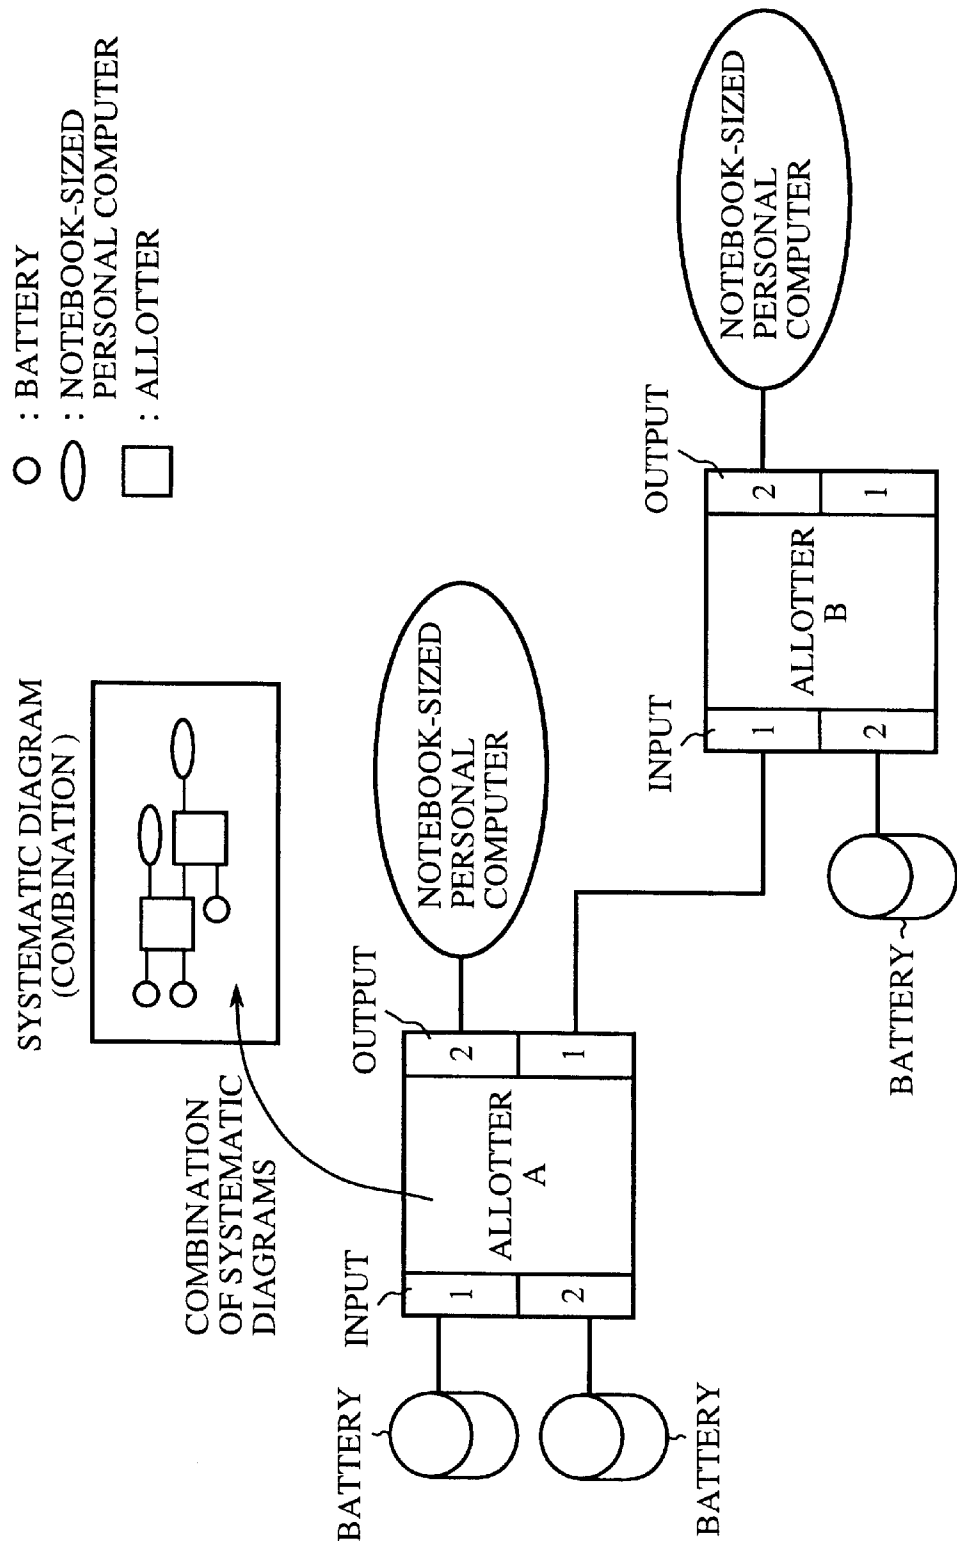 SYSTEMATIC DIAGRAM
(COMBINATION)
: BATTERY
: NOTEBOOK-SIZED
PERSONAL COMPUTER
: ALLOTTER
COMBINATION
OF SYSTEMATIC
DIAGRAMS
BATTERY
BATTERY
INPUT
1
2
ALLOTTER
A
OUTPUT
2
1
NOTEBOOK-SIZED
PERSONAL
COMPUTER
BATTERY
INPUT
1
2
ALLOTTER
B
OUTPUT
2
1
NOTEBOOK-SIZED
PERSONAL
COMPUTER